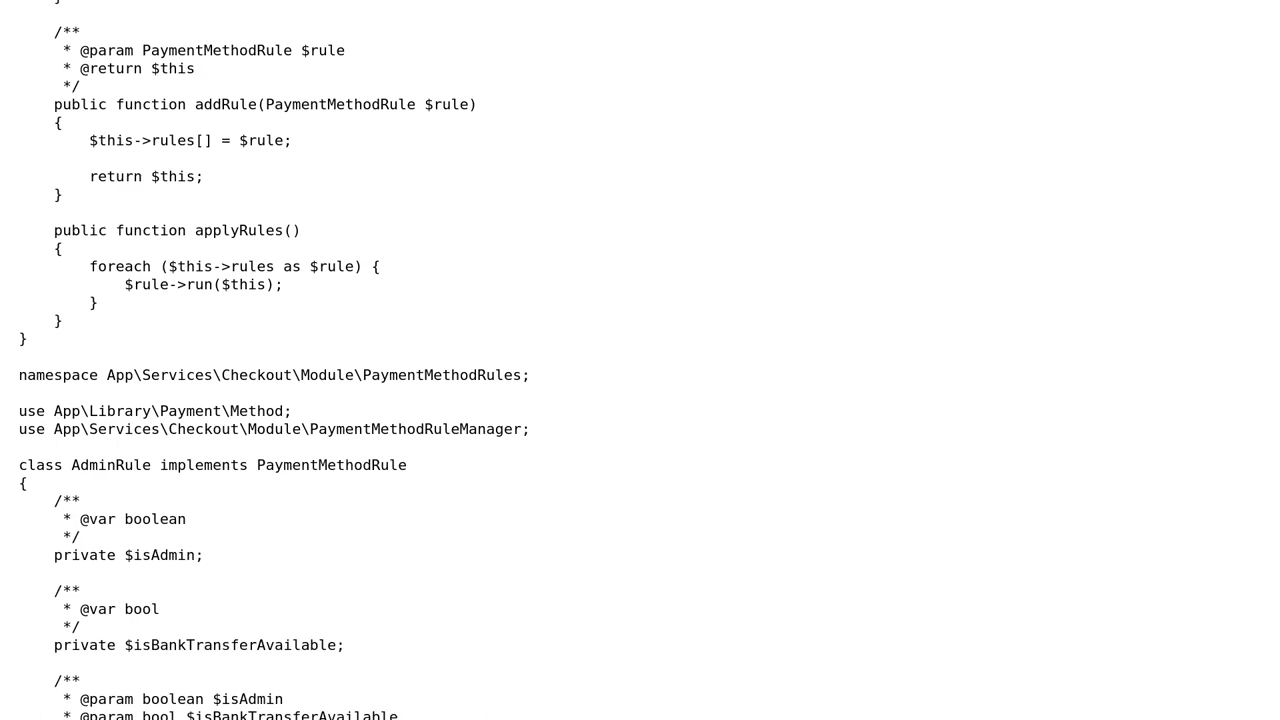 }
/**
 * @param PaymentMethodRule $rule
 * @return $this
 */
public function addRule(PaymentMethodRule $rule)
{
$this->rules[] = $rule;
return $this;
}
public function applyRules()
{
foreach ($this->rules as $rule) {
$rule->run($this);
}
}
}
namespace App\Services\Checkout\Module\PaymentMethodRules;
use App\Library\Payment\Method;
use App\Services\Checkout\Module\PaymentMethodRuleManager;
class AdminRule implements PaymentMethodRule
{
/**
 * @var boolean
 */
private $isAdmin;
/**
 * @var bool
 */
private $isBankTransferAvailable;
/**
 * @param boolean $isAdmin
 * @param bool $isBankTransferAvailable